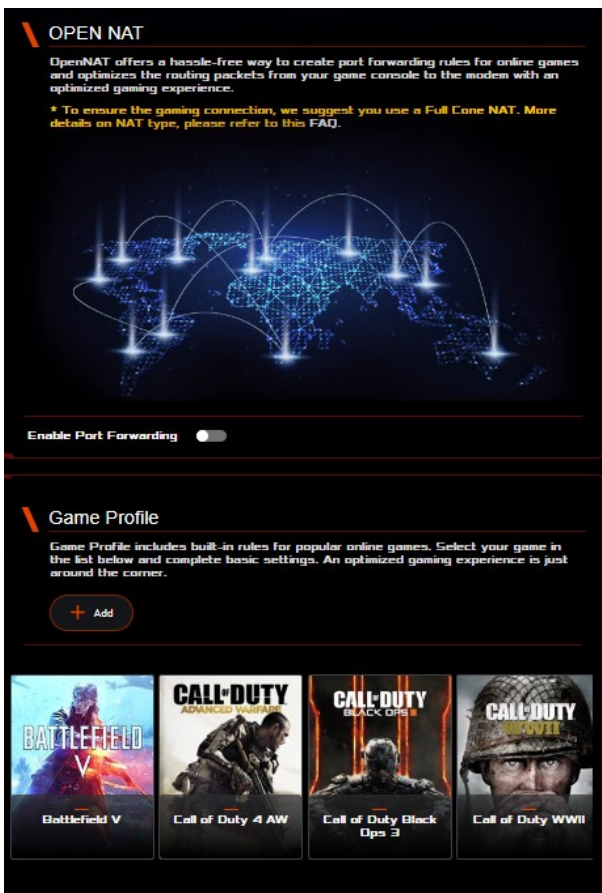 OPEN NAT
OpenNAT offers a hassle-free way to create port forwarding rules for online games
and optimizes the routing packets from your game console to the modem with an
optimized gaming experience.
* To ensure the gaming connection, we suggest you use a Full Cone NAT. More
details on NAT type, please refer to this FAQ.
Enable Port Forwarding
Game Profile
Game Profile includes built-in rules for popular online games. Select your game in
the list below and complete basic settings. An optimized gaming experience is just
around the corner.
+ Add
BATTLEFIELD
V
Battlefield V
CALL OF DUTY
ADVANCED WARFARE
Call of Duty 4 AW
CALL OF DUTY
BLACK OPS III
Call of Duty Black
Ops 3
CALL OF DUTY
WWII
Call of Duty WWII